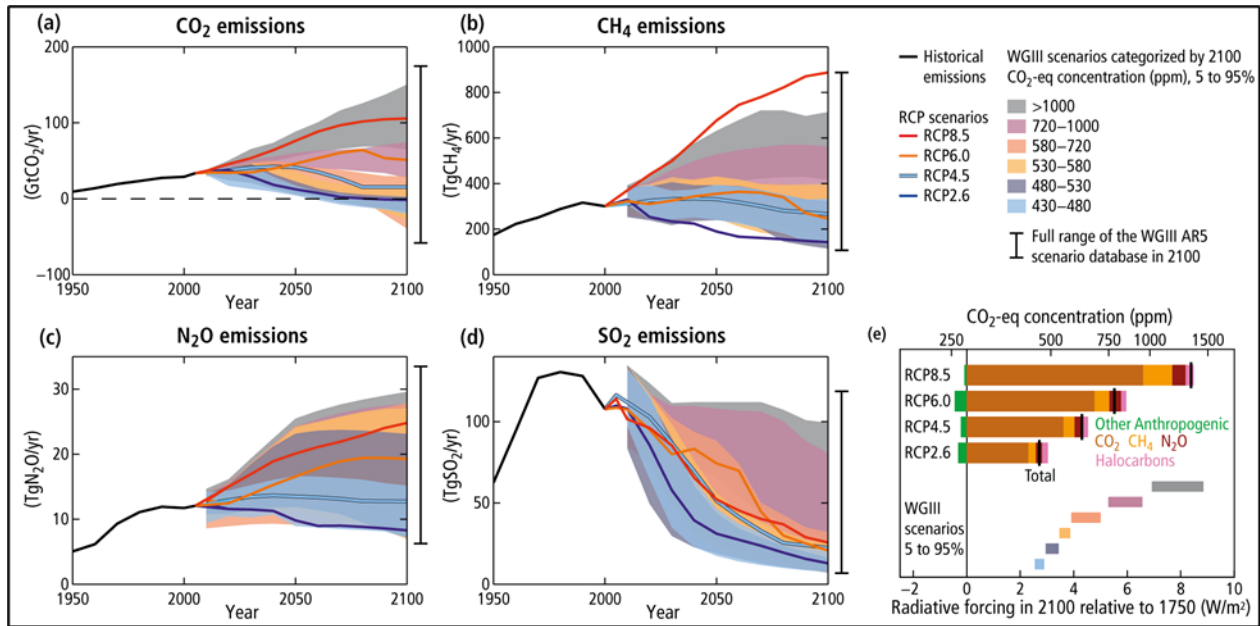 (a)
CO₂ emissions
200
100
0
−100
(GtCO₂/yr)
1950
2000
2050
2100
Year
(b)
CH₄ emissions
1000
800
600
400
200
0
(TgCH₄/yr)
1950
2000
2050
2100
Year
Historical
emissions
RCP scenarios
RCP8.5
RCP6.0
RCP4.5
RCP2.6
WGIII scenarios categorized by 2100
CO₂-eq concentration (ppm), 5 to 95%
>1000
720–1000
580–720
530–580
480–530
430–480
Full range of the WGIII AR5
scenario database in 2100
(c)
N₂O emissions
30
20
10
0
(TgN₂O/yr)
1950
2000
2050
2100
Year
(d)
SO₂ emissions
100
50
0
(TgSO₂/yr)
1950
2000
2050
2100
Year
(e)
CO₂-eq concentration (ppm)
250
500
750
1000
1500
RCP8.5
RCP6.0
RCP4.5
RCP2.6
Other Anthropogenic
CO₂ CH₄ N₂O
Halocarbons
Total
WGIII
scenarios
5 to 95%
−2
0
2
4
6
8
10
Radiative forcing in 2100 relative to 1750 (W/m²)